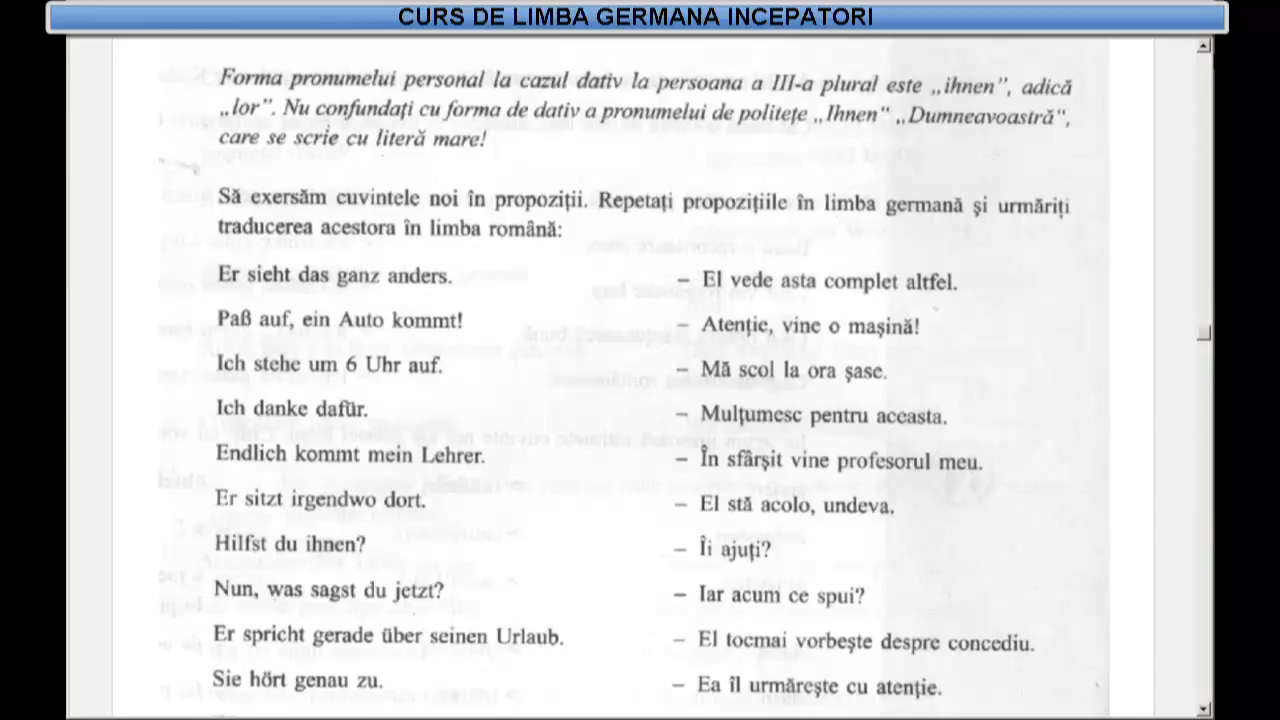 CURS DE LIMBA GERMANA INCEPATORI
Forma pronumelui personal la cazul dativ la persoana a III-a plural este „ihnen”, adică
„lor”. Nu confundați cu forma de dativ a pronumelui de politețe „Ihnen“ „Dumneavoastră“,
care se scrie cu literă mare!
Să exersăm cuvintele noi în propoziții. Repetați propozițiile în limba germană și urmăriți
traducerea acestora în limba română:
Er sieht das ganz anders. – El vede asta complet altfel.
Paß auf, ein Auto kommt! – Atenție, vine o mașină!
Ich stehe um 6 Uhr auf. – Mă scol la ora șase.
Ich danke dafür. – Mulțumesc pentru aceasta.
Endlich kommt mein Lehrer. – În sfârșit vine profesorul meu.
Er sitzt irgendwo dort. – El stă acolo, undeva.
Hilfst du ihnen? – Îi ajuți?
Nun, was sagst du jetzt? – Iar acum ce spui?
Er spricht gerade über seinen Urlaub. – El tocmai vorbește despre concediu.
Sie hört genau zu. – Ea îl urmărește cu atenție.